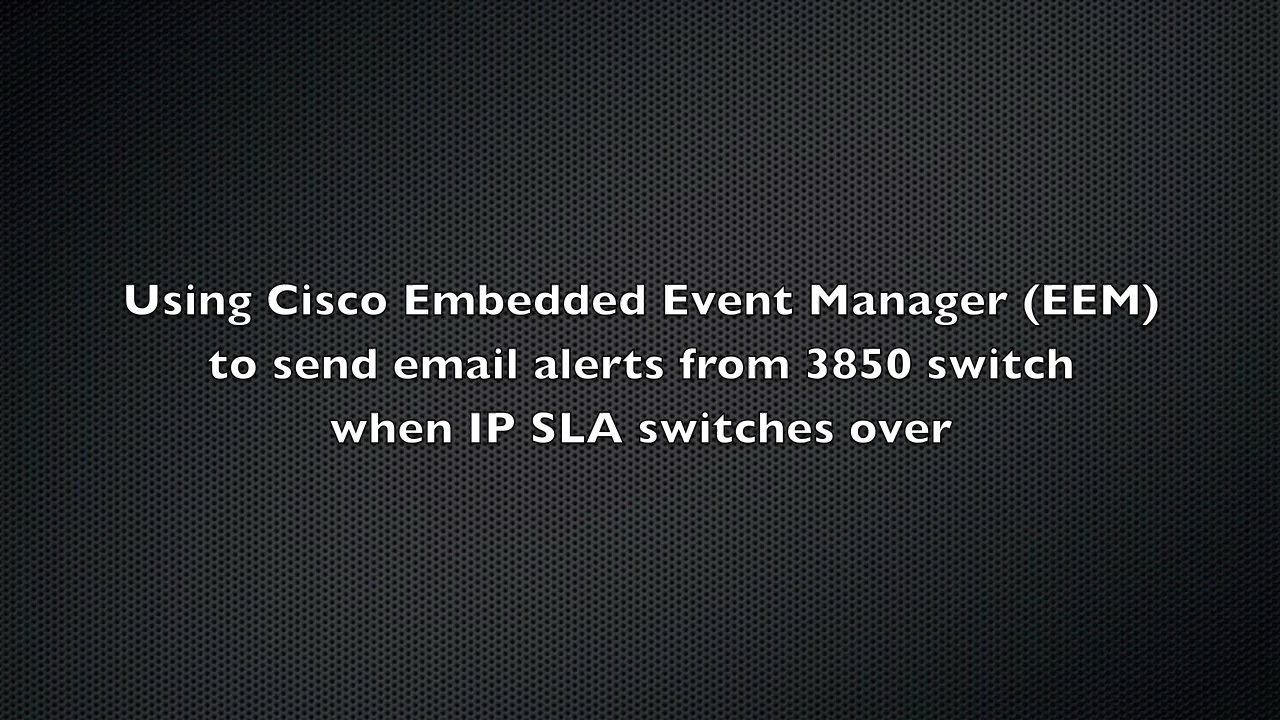 Using Cisco Embedded Event Manager (EEM)
to send email alerts from 3850 switch
when IP SLA switches over